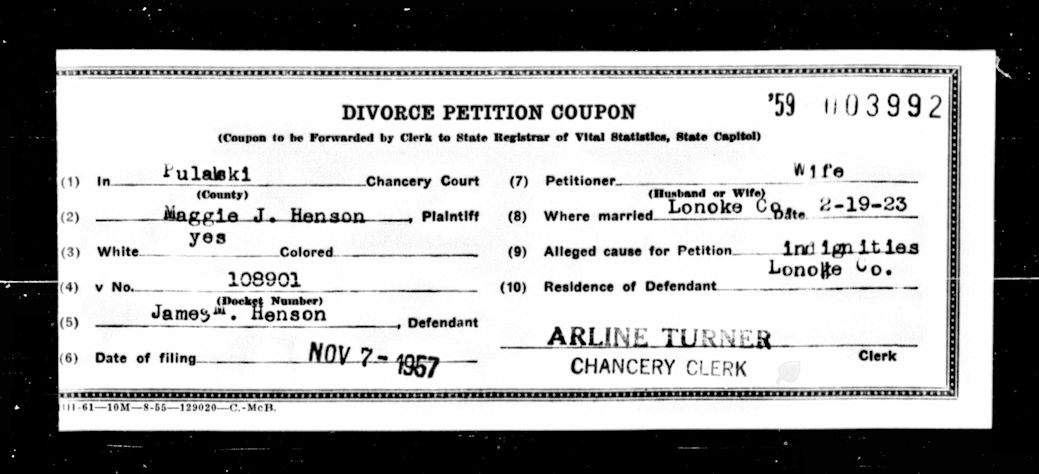 '59 003992
DIVORCE PETITION COUPON
(Coupon to be Forwarded by Clerk to State Registrar of Vital Statistics, State Capitol)
(1) In Pulaski Chancery Court
(County)
(2) Maggie J. Henson, Plaintiff
(3) White yes Colored
(4) v No. 108901
(Docket Number)
(5) James M. Henson, Defendant
(6) Date of filing NOV 7-1957
(7) Petitioner Wife
(Husband or Wife)
(8) Where married Lonoke Co. Date 2-19-23
(9) Alleged cause for Petition indignities
(10) Residence of Defendant Lonoke Co.
ARLINE TURNER
CHANCERY CLERK Clerk
-61—10M—8-55—129020—C.-McB.